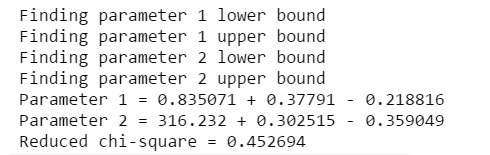 Finding parameter 1 lower bound
Finding parameter 1 upper bound
Finding parameter 2 lower bound
Finding parameter 2 upper bound
Parameter 1 = 0.835071 + 0.37791 - 0.218816
Parameter 2 = 316.232 + 0.302515 - 0.359049
Reduced chi-square = 0.452694